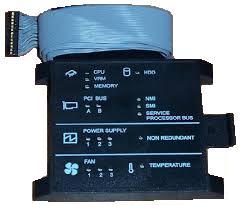 CPU HDD
VRM
MEMORY
PCI BUS NMI
A B SMI
SERVICE
PROCESSOR BUS
POWER SUPPLY NON REDUNDANT
1 2 3
FAN TEMPERATURE
1 2 3